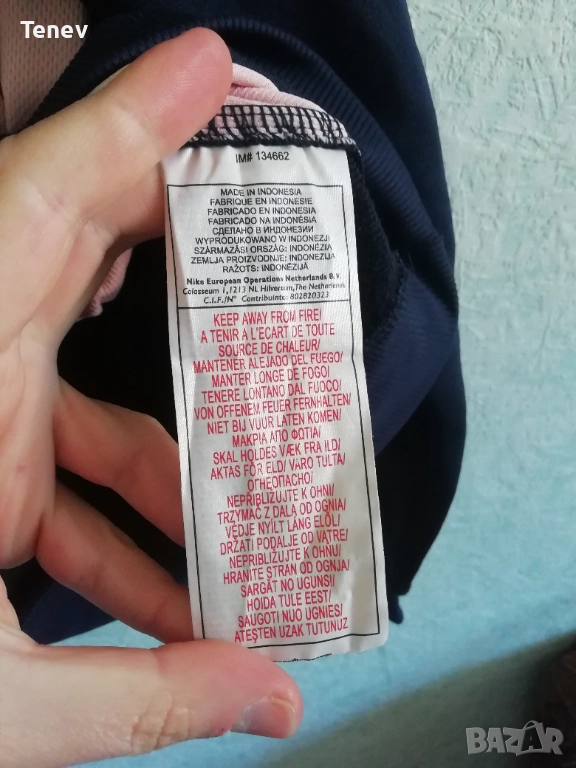 Tenev
IM# 134662
MADE IN INDONESIA
FABRIQUE EN INDONESIE
FABRICADO EN INDONESIA
FABRICADO NA INDONÉSIA
СДЕЛАНО В ИНДОНЕЗИИ
WYPRODUKOWANO W INDONEZJI
SZÁRMAZÁSI ORSZÁG: INDONÉZIA
ZEMLJA PROIZVODNJE: INDONEZIJA
RAŽOTS: INDONĒZIJĀ
Nike European Operations Netherlands B.V.
Colosseum 1,1213 NL Hilversum,The Netherlands
C.I.F./N° Contribuinte: 802820323
KEEP AWAY FROM FIRE/
A TENIR À L'ÉCART DE TOUTE
SOURCE DE CHALEUR/
MANTENER ALEJADO DEL FUEGO/
MANTER LONGE DE FOGO/
TENERE LONTANO DAL FUOCO/
VON OFFENEM FEUER FERNHALTEN/
NIET BIJ VUUR LATEN KOMEN/
ΜΑΚΡΙΑ ΑΠΟ ΦΩΤΙΑ/
SKAL HOLDES VÆK FRA ILD/
AKTAS FÖR ELD/ VARO TULTA/
ОГНЕОПАСНО/
NEPŘIBLIŽUJTE K OHNI/
TRZYMAĆ Z DALA OD OGNIA/
VÉDJE NYÍLT LÁNG ELŐL/
DRŽATI PODALJE OD VATRE/
NEPRIBLIŽUJTE K OHNU/
HRANITE STRAN OD OGNJA/
SARGĀT NO UGUNS/
HOIDA TULE EEST/
SAUGOTI NUO UGNIES/
ATEŞTEN UZAK TUTUNUZ
BAZAR